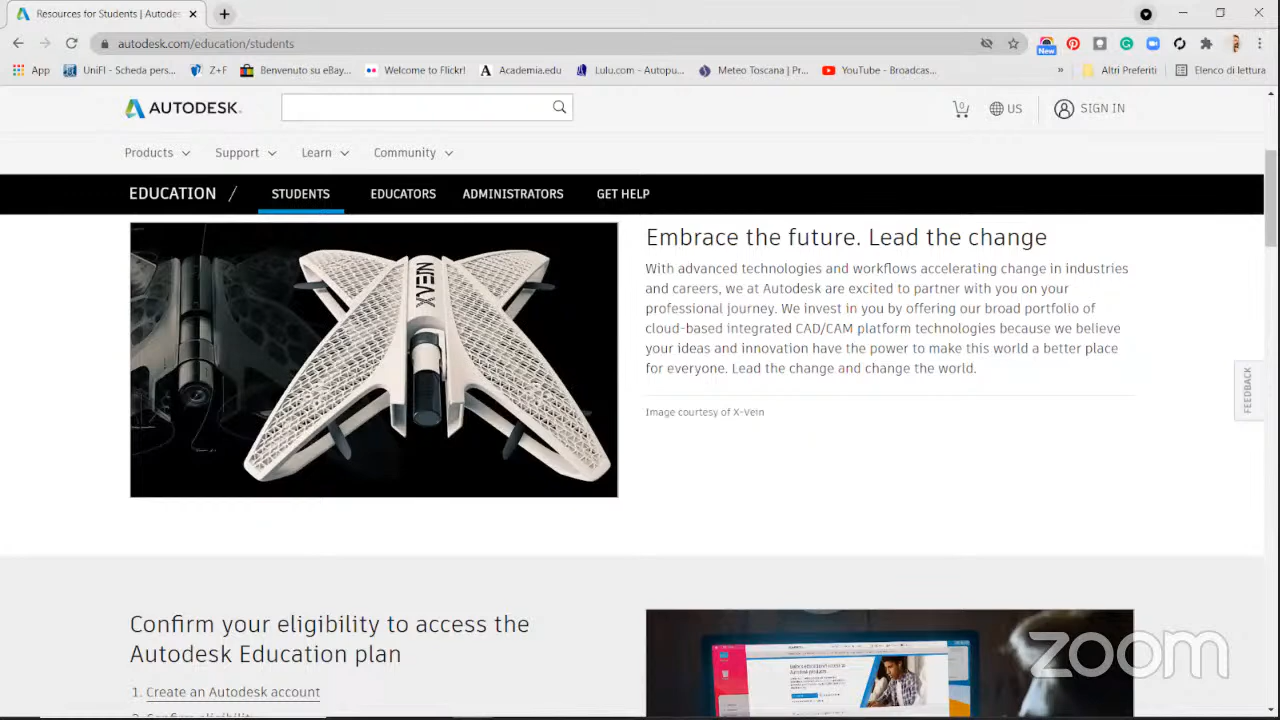 Resources for Students | Autodes
autodesk.com/education/students
New
App
UniFI - Scheda pers...
Z+F
Benvenuto su eBay...
Welcome to Flickr!
Academia.edu
Lulu.com - Autopu...
Meteo Toscana | Pr...
YouTube - Broadcas...
»
Altri Preferiti
Elenco di lettura
AUTODESK
0
US
SIGN IN
Products
Support
Learn
Community
EDUCATION /
STUDENTS
EDUCATORS
ADMINISTRATORS
GET HELP
XVEIN
Embrace the future. Lead the change
With advanced technologies and workflows accelerating change in industries
and careers, we at Autodesk are excited to partner with you on your
professional journey. We invest in you by offering our broad portfolio of
cloud-based integrated CAD/CAM platform technologies because we believe
your ideas and innovation have the power to make this world a better place
for everyone. Lead the change and change the world.
Image courtesy of X-Vein
FEEDBACK
Confirm your eligibility to access the
Autodesk Education plan
1. Create an Autodesk account
2. Confirm eligibility
zoom